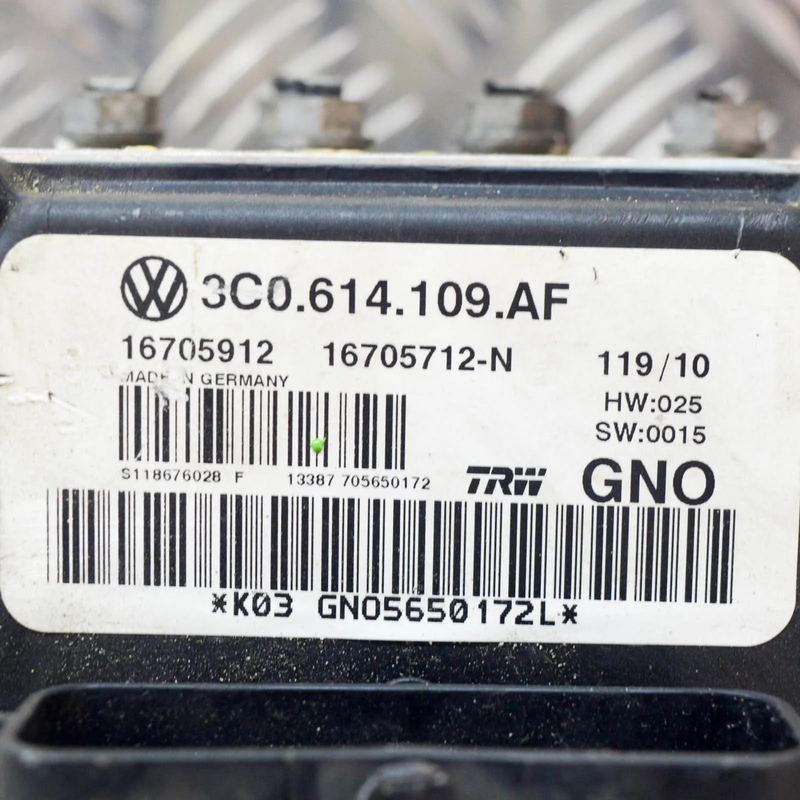 3C0.614.109.AF
16705912 16705712-N 119/10
MADE IN GERMANY HW:025
SW:0015
S118676028 F 13387 705650172 TRW GNO
*K03 GNO5650172L*